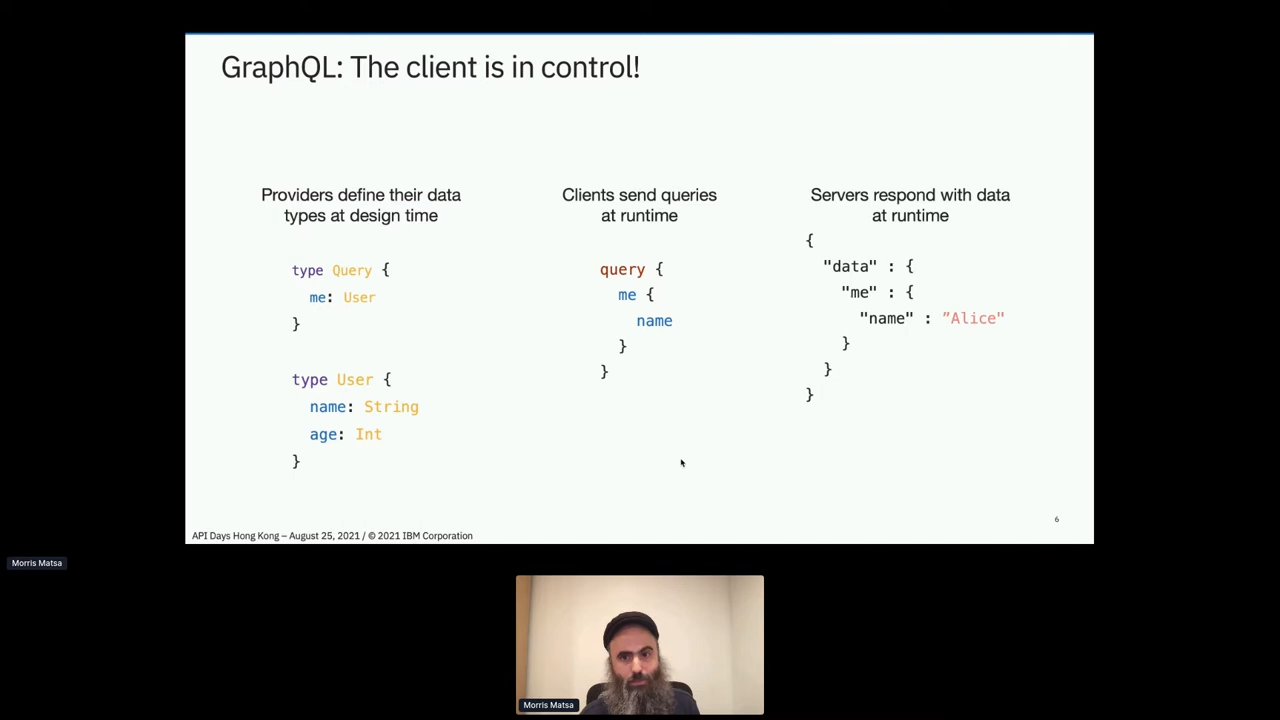 GraphQL: The client is in control!
Providers define their data
types at design time
type Query {
me: User
}
type User {
name: String
age: Int
}
Clients send queries
at runtime
query {
me {
name
}
}
Servers respond with data
at runtime
{
"data" : {
"me" : {
"name" : ”Alice"
}
}
}
6
API Days Hong Kong – August 25, 2021 / © 2021 IBM Corporation
Morris Matsa
Morris Matsa